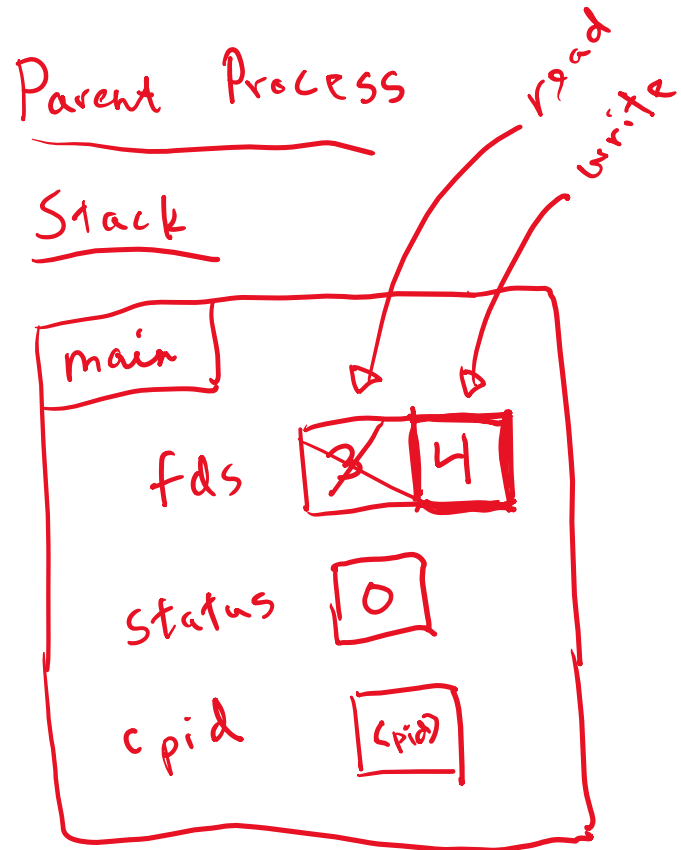 Parent Process
read
write
Stack
main
fds 3 4
status 0
cpid (pid)